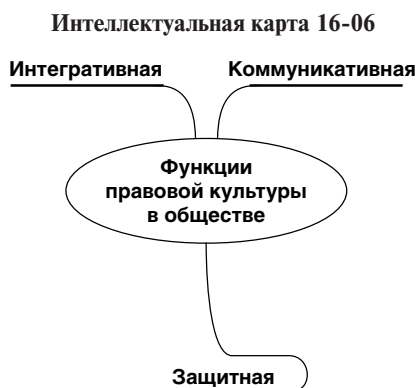 Интеллектуальная карта 16-06
Интегративная
Коммуникативная
Функции
правовой культуры
в обществе
Защитная